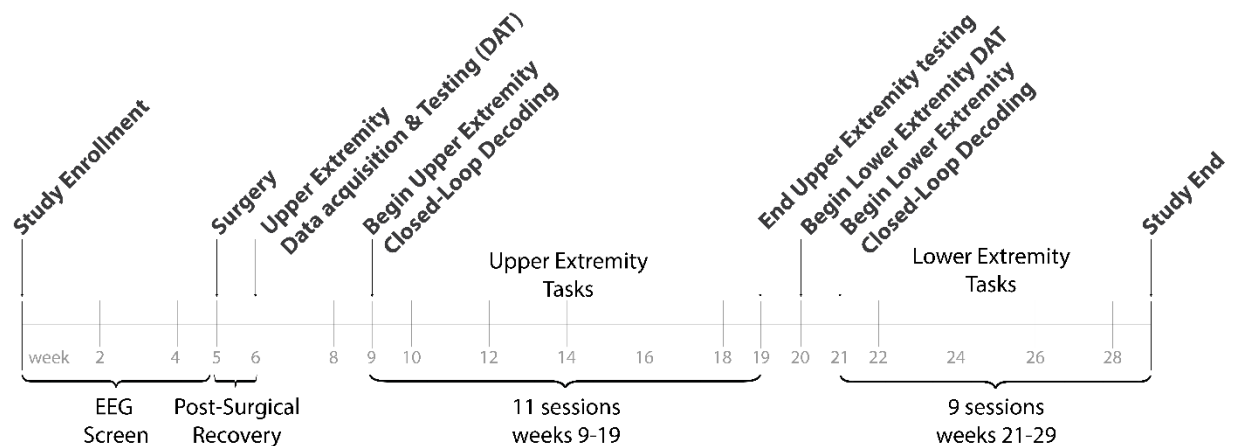 Study Enrollment
Surgery
Upper Extremity
Data acquisition & Testing (DAT)
Begin Upper Extremity
Closed-Loop Decoding
End Upper Extremity testing
Begin Lower Extremity DAT
Begin Lower Extremity
Closed-Loop Decoding
Study End
Upper Extremity
Tasks
Lower Extremity
Tasks
week 2 4 5 6 8 9 10 12 14 16 18 19 20 21 22 24 26 28
EEG
Screen
Post-Surgical
Recovery
11 sessions
weeks 9-19
9 sessions
weeks 21-29